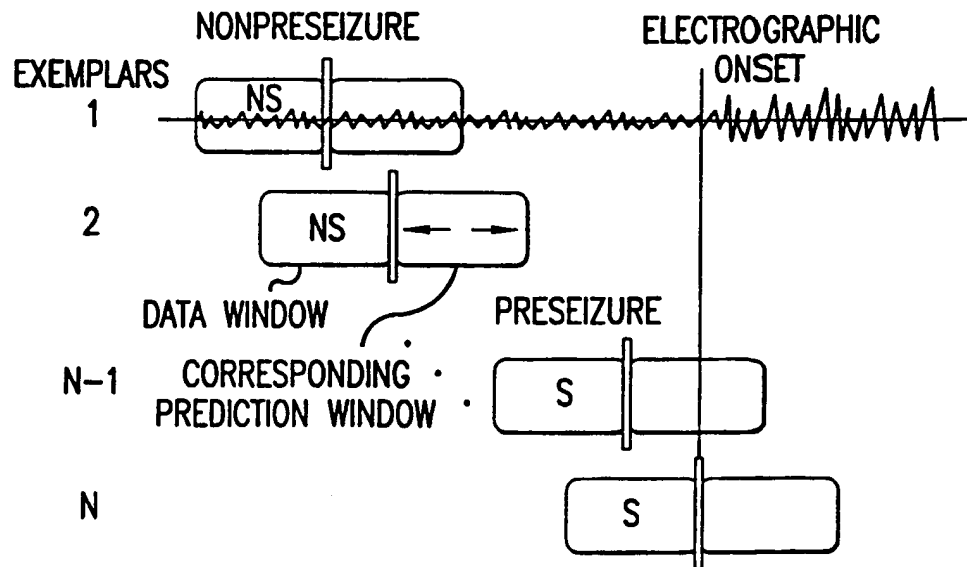 NONPRESEIZURE
ELECTROGRAPHIC
ONSET
EXEMPLARS
1
NS
2
NS
DATA WINDOW
PRESEIZURE
N-1
CORRESPONDING
PREDICTION WINDOW
S
N
S